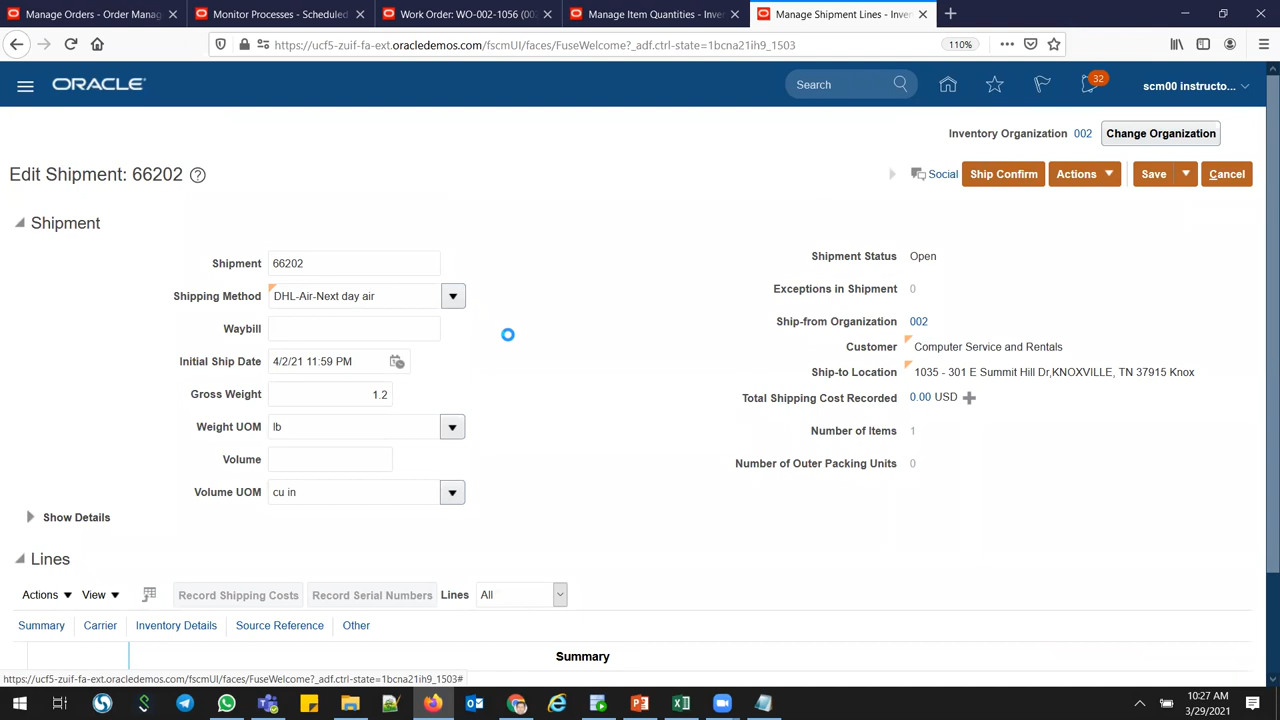 Manage Orders - Order Manag
Monitor Processes - Scheduled
Work Order: WO-002-1056 (002
Manage Item Quantities - Inve
Manage Shipment Lines - Inven
https://ucf5-zuif-fa-ext.oracledemos.com/fscmUI/faces/FuseWelcome?_adf.ctrl-state=1bcna21ih9_1503
110%
ORACLE
Search
32
scm00 instructo...
Inventory Organization 002 Change Organization
Edit Shipment: 66202
Social Ship Confirm Actions Save Cancel
Shipment
Shipment 66202
Shipping Method DHL-Air-Next day air
Waybill
Initial Ship Date 4/2/21 11:59 PM
Gross Weight 1.2
Weight UOM lb
Volume
Volume UOM cu in
Show Details
Shipment Status Open
Exceptions in Shipment 0
Ship-from Organization 002
Customer Computer Service and Rentals
Ship-to Location 1035 - 301 E Summit Hill Dr,KNOXVILLE, TN 37915 Knox
Total Shipping Cost Recorded 0.00 USD
Number of Items 1
Number of Outer Packing Units 0
Lines
Actions View Record Shipping Costs Record Serial Numbers Lines All
Summary Carrier Inventory Details Source Reference Other
Summary
https://ucf5-zuif-fa-ext.oracledemos.com/fscmUI/faces/FuseWelcome?_adf.ctrl-state=1bcna21ih9_1503#
10:27 AM
3/29/2021